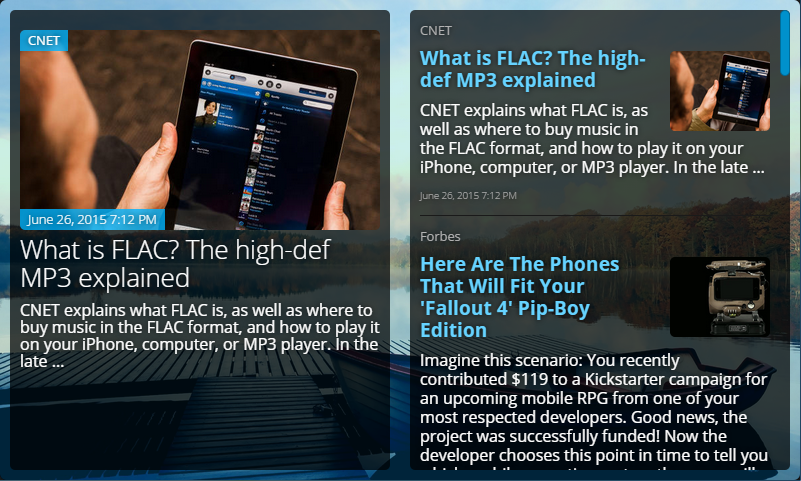 CNET
June 26, 2015 7:12 PM
What is FLAC? The high-def
MP3 explained
CNET explains what FLAC is, as well as where to
buy music in the FLAC format, and how to play it
on your iPhone, computer, or MP3 player. In the
late ...
CNET
What is FLAC? The high-
def MP3 explained
CNET explains what FLAC is, as
well as where to buy music in
the FLAC format, and how to play it on your
iPhone, computer, or MP3 player. In the late ...
June 26, 2015 7:12 PM
Forbes
Here Are The Phones
That Will Fit Your
'Fallout 4' Pip-Boy
Edition
Imagine this scenario: You recently
contributed $119 to a Kickstarter campaign for
an upcoming mobile RPG from one of your
most respected developers. Good news, the
project was successfully funded! Now the
developer chooses this point in time to tell you